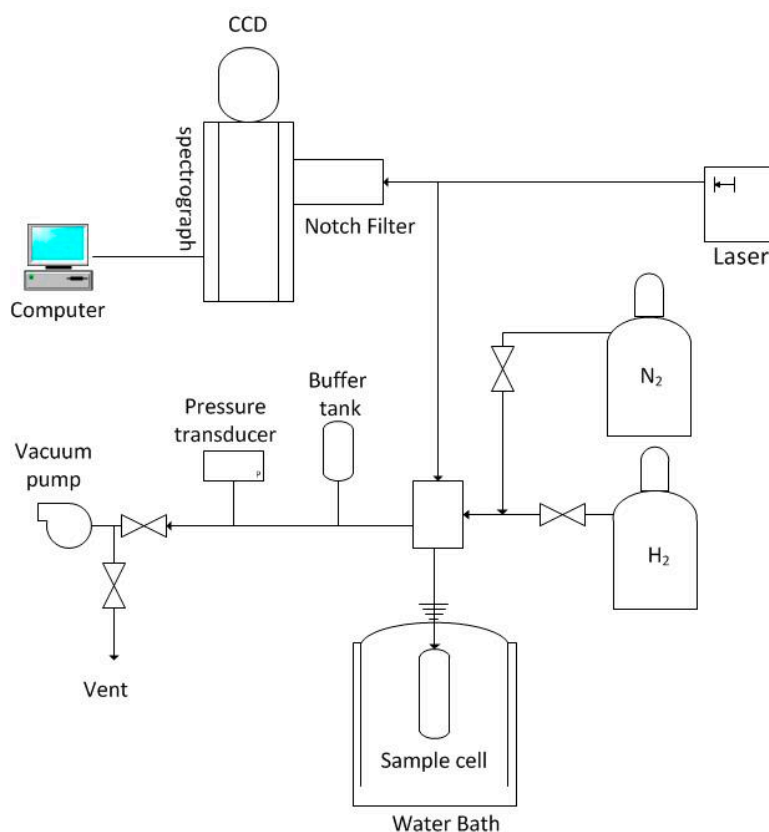 CCD
spectrograph
Notch Filter
Laser
Computer
N₂
Buffer
tank
Pressure
transducer
Vacuum
pump
P
H₂
Vent
Sample cell
Water Bath